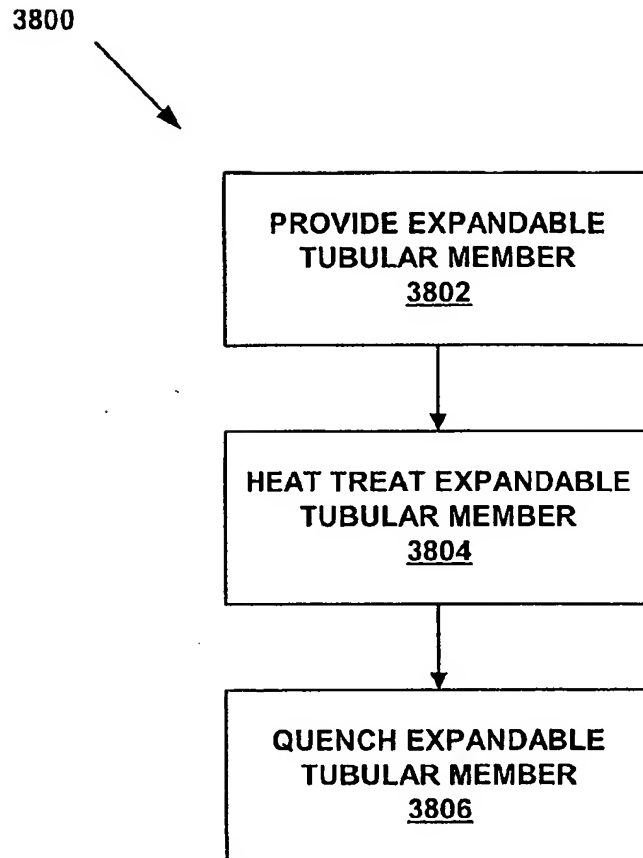 3800
PROVIDE EXPANDABLE
TUBULAR MEMBER
3802
HEAT TREAT EXPANDABLE
TUBULAR MEMBER
3804
QUENCH EXPANDABLE
TUBULAR MEMBER
3806